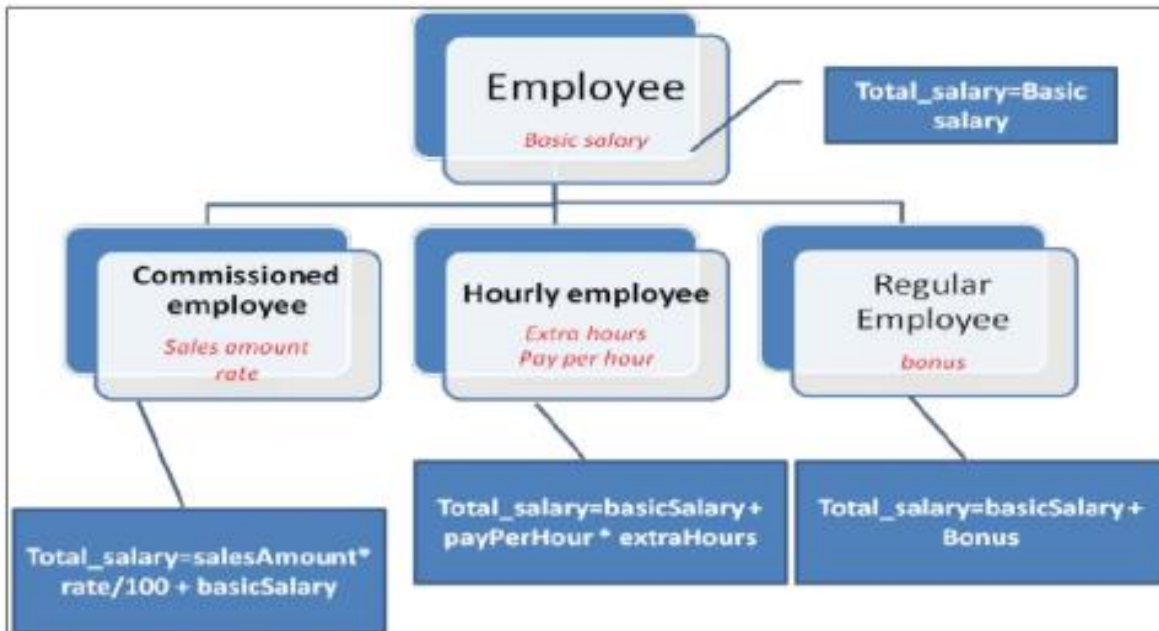 Employee
Basic salary
Total_salary=Basic
salary
Commissioned
employee
Sales amount
rate
Hourly employee
Extra hours
Pay per hour
Regular
Employee
bonus
Total_salary=salesAmount*
rate/100 + basicSalary
Total_salary=basicSalary+
payPerHour * extraHours
Total_salary=basicSalary+
Bonus